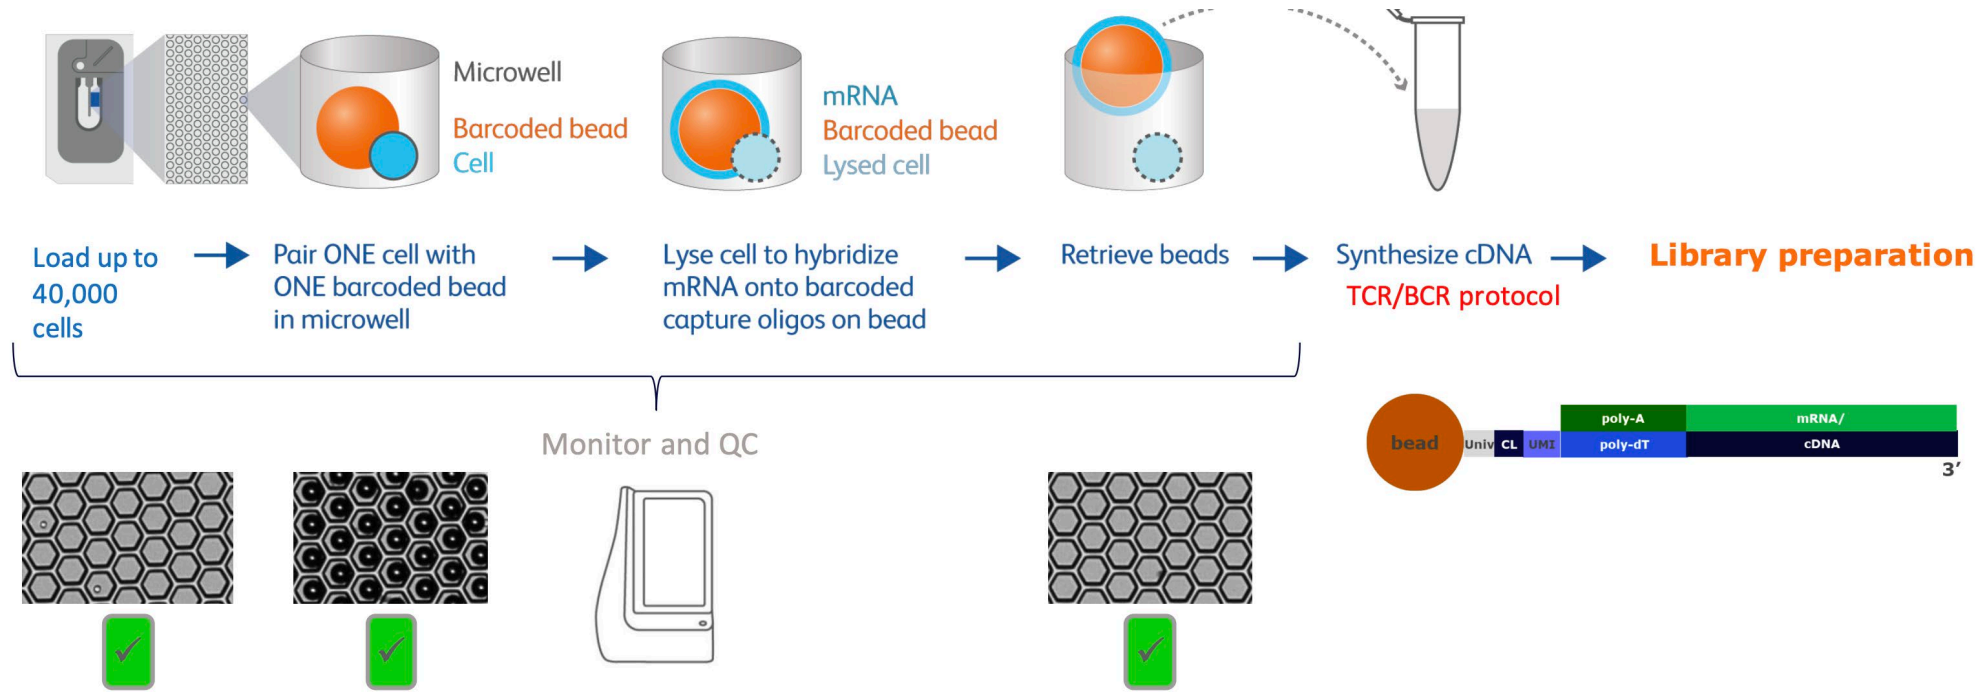 Microwell
Barcoded bead
Cell
mRNA
Barcoded bead
Lysed cell
Load up to
40,000
cells
Pair ONE cell with
ONE barcoded bead
in microwell
Lyse cell to hybridize
mRNA onto barcoded
capture oligos on bead
Retrieve beads
Synthesize cDNA
TCR/BCR protocol
Library preparation
Monitor and QC
bead
Univ
CL
UMI
poly-A
mRNA/
poly-dT
cDNA
3’